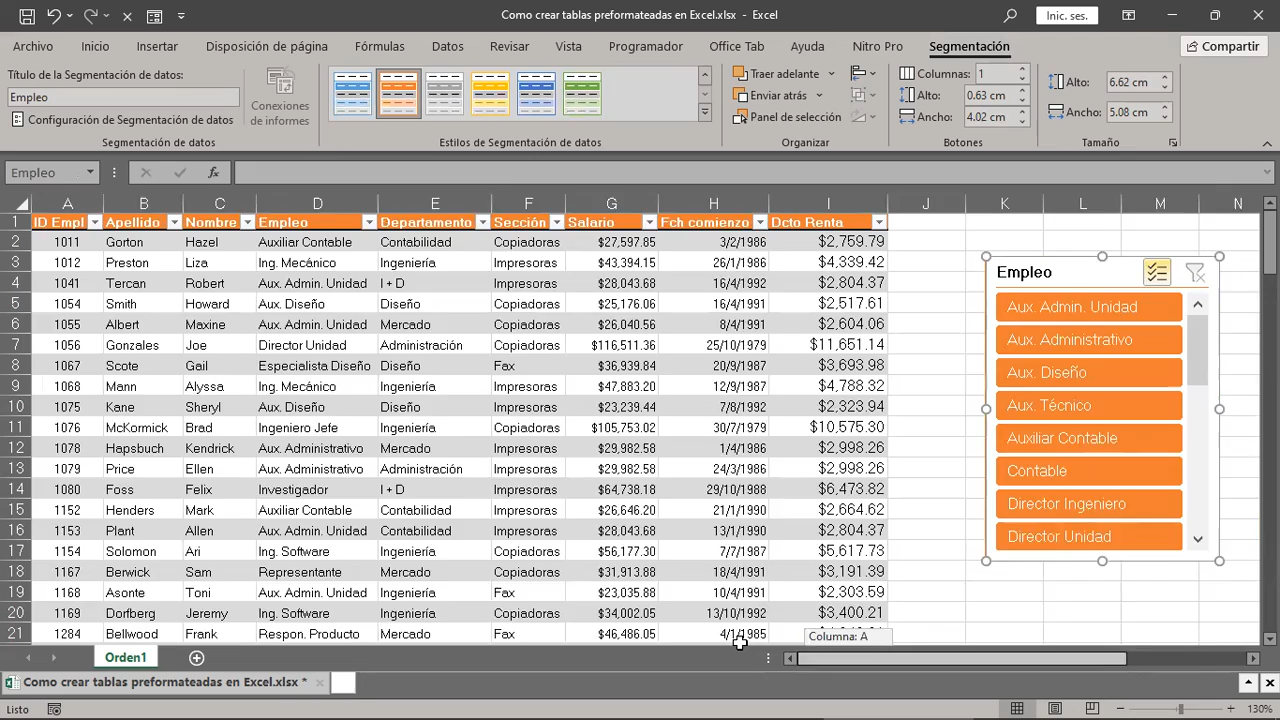 Como crear tablas preformateadas en Excel.xlsx - Excel
Inic. ses.
Archivo Inicio Insertar Disposición de página Fórmulas Datos Revisar Vista Programador Office Tab Ayuda Nitro Pro Segmentación Compartir
Título de la Segmentación de datos:
Empleo
Configuración de Segmentación de datos
Conexiones de informes
Traer adelante
Enviar atrás
Panel de selección
Columnas: 1
Alto: 0.63 cm
Ancho: 4.02 cm
Alto: 6.62 cm
Ancho: 5.08 cm
Segmentación de datos Estilos de Segmentación de datos Organizar Botones Tamaño
Empleo fx
A B C D E F G H I J K L M N
1 ID Empl Apellido Nombre Empleo Departamento Sección Salario Fch comienzo Dcto Renta
2 1011 Gorton Hazel Auxiliar Contable Contabilidad Copiadoras $27,597.85 3/2/1986 $2,759.79
3 1012 Preston Liza Ing. Mecánico Ingeniería Impresoras $43,394.15 26/1/1986 $4,339.42
4 1041 Tercan Robert Aux. Admin. Unidad I + D Impresoras $28,043.68 16/4/1992 $2,804.37
5 1054 Smith Howard Aux. Diseño Diseño Copiadoras $25,176.06 16/4/1991 $2,517.61
6 1055 Albert Maxine Aux. Admin. Unidad Mercado Copiadoras $26,040.56 8/4/1991 $2,604.06
7 1056 Gonzales Joe Director Unidad Administración Copiadoras $116,511.36 25/10/1979 $11,651.14
8 1067 Scote Gail Especialista Diseño Diseño Fax $36,939.84 20/9/1987 $3,693.98
9 1068 Mann Alyssa Ing. Mecánico Ingeniería Impresoras $47,883.20 12/9/1987 $4,788.32
10 1075 Kane Sheryl Aux. Diseño Diseño Impresoras $23,239.44 7/8/1992 $2,323.94
11 1076 McCormick Brad Ingeniero Jefe Ingeniería Impresoras $105,753.02 30/7/1979 $10,575.30
12 1078 Hapsbuch Kendrick Aux. Administrativo Mercado Impresoras $29,982.58 1/4/1986 $2,998.26
13 1079 Price Ellen Aux. Administrativo Administración Impresoras $29,982.58 24/3/1986 $2,998.26
14 1080 Foss Felix Investigador I + D Impresoras $64,738.18 29/10/1988 $6,473.82
15 1152 Henders Mark Auxiliar Contable Contabilidad Impresoras $26,646.20 21/1/1990 $2,664.62
16 1153 Plant Allen Aux. Admin. Unidad Contabilidad Impresoras $28,043.68 13/1/1990 $2,804.37
17 1154 Solomon Ari Ing. Software Ingeniería Copiadoras $56,177.30 7/7/1987 $5,617.73
18 1167 Berwick Sam Representante Mercado Copiadoras $31,913.88 18/4/1991 $3,191.39
19 1168 Asonte Toni Aux. Admin. Unidad Ingeniería Fax $23,035.88 10/4/1991 $2,303.59
20 1169 Dorfberg Jeremy Ing. Software Ingeniería Copiadoras $34,002.05 13/10/1992 $3,400.21
21 1284 Bellwood Frank Respon. Producto Mercado Fax $46,486.05 4/1/1985
Columna: A
Empleo
Aux. Admin. Unidad
Aux. Administrativo
Aux. Diseño
Aux. Técnico
Auxiliar Contable
Contable
Director Ingeniero
Director Unidad
Orden1
Como crear tablas preformateadas en Excel.xlsx *
Listo
130%